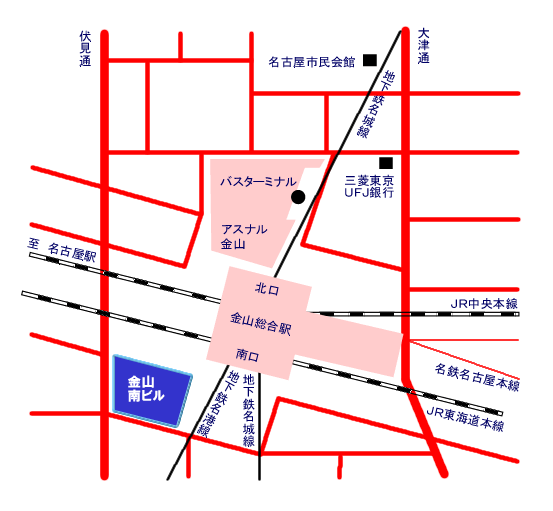 伏見通
大津通
名古屋市民会館
地下鉄名城線
バスターミナル
三菱東京
UFJ銀行
アスナル
金山
至 名古屋駅
北口
JR中央本線
金山総合駅
南口
名鉄名古屋本線
金山
南ビル
地下鉄名港線
地下鉄名城線
JR東海道本線